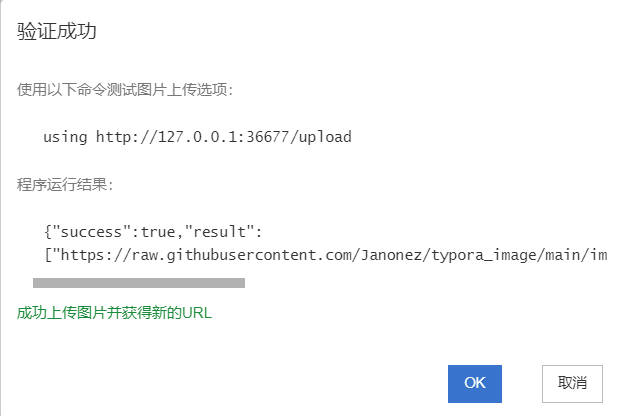 验证成功
使用以下命令测试图片上传选项：
using http://127.0.0.1:36677/upload
程序运行结果：
{"success":true,"result":
["https://raw.githubusercontent.com/Janonez/typora_image/main/im
成功上传图片并获得新的URL
OK
取消